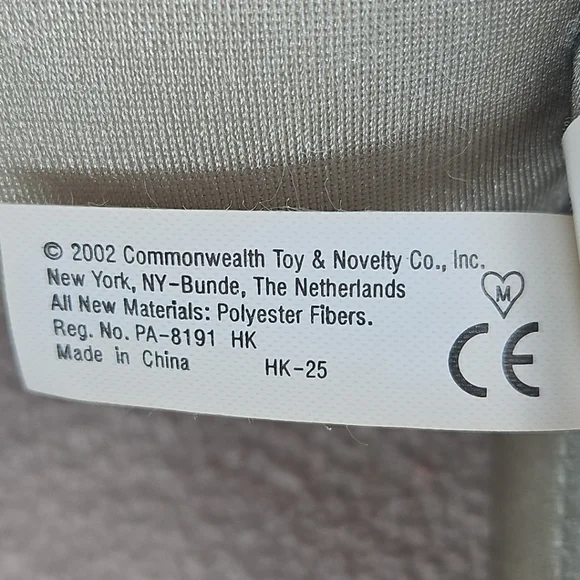 © 2002 Commonwealth Toy & Novelty Co., Inc.
New York, NY-Bunde, The Netherlands
All New Materials: Polyester Fibers.
Reg. No. PA-8191 HK
Made in China HK-25
M
CE